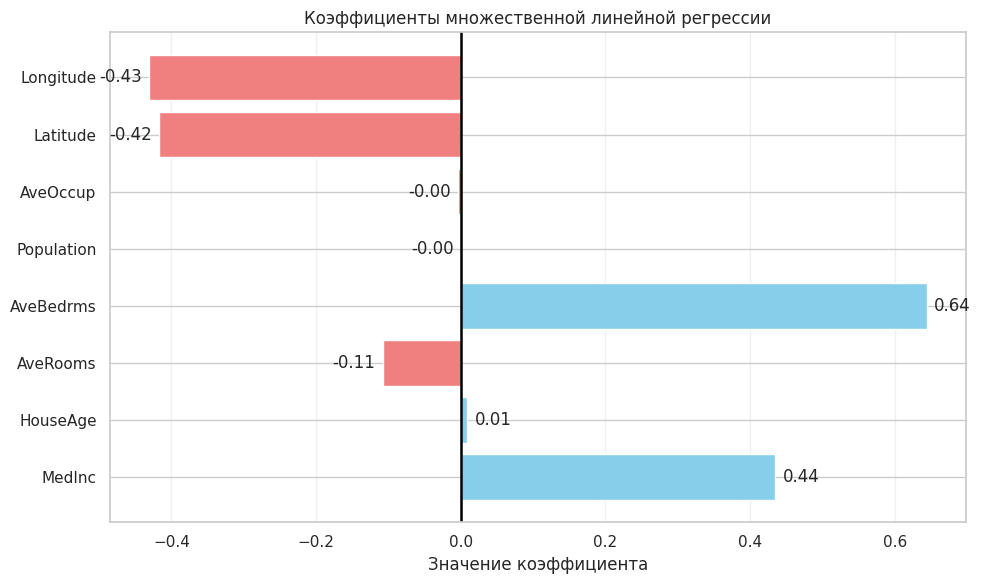 Коэффициенты множественной линейной регрессии
Longitude -0.43
Latitude -0.42
AveOccup -0.00
Population -0.00
AveBedrms 0.64
AveRooms -0.11
HouseAge 0.01
MedInc 0.44
−0.4 −0.2 0.0 0.2 0.4 0.6
Значение коэффициента